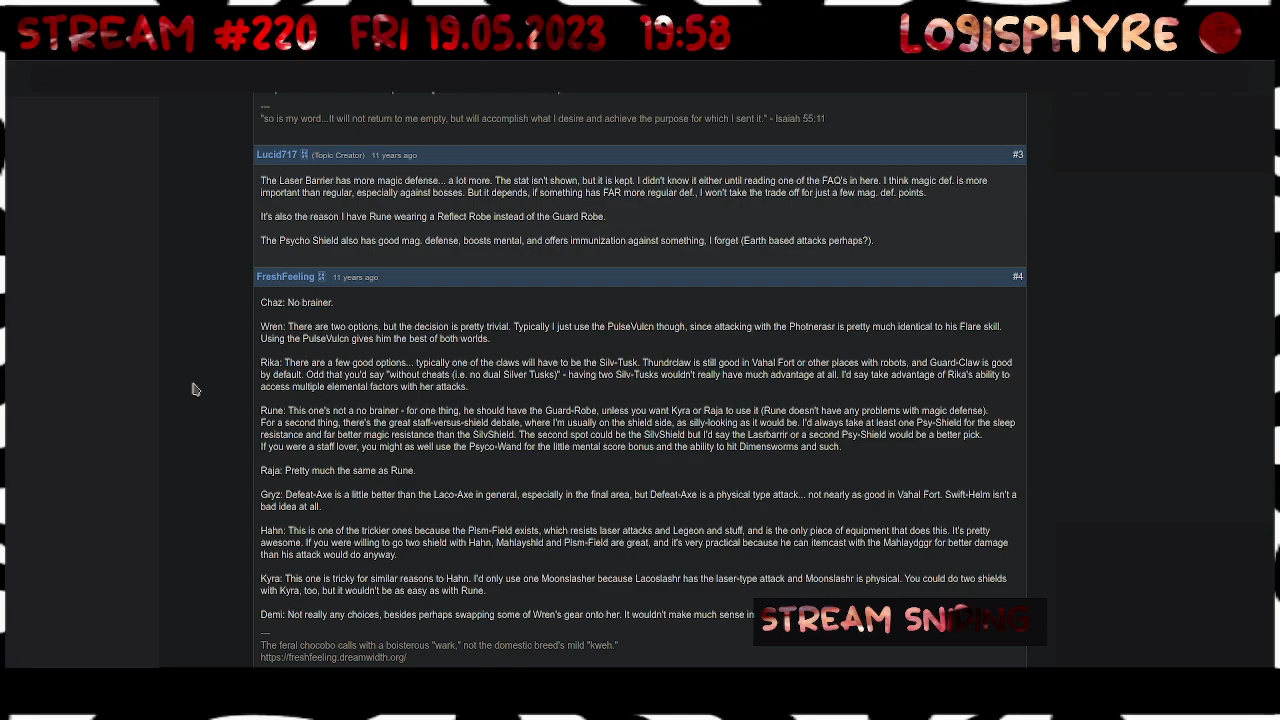 STREAM #220 FRI 19.05.2023 19:58 LO9ISPHYRE
---
"so is my word...It will not return to me empty, but will accomplish what I desire and achieve the purpose for which I sent it." - Isaiah 55:11
Lucid717 (Topic Creator) 11 years ago #3
The Laser Barrier has more magic defense... a lot more. The stat isn't shown, but it is kept. I didn't know it either until reading one of the FAQ's in here. I think magic def. is more
important than regular, especially against bosses. But it depends, if something has FAR more regular def., I won't take the trade off for just a few mag. def. points.
It's also the reason I have Rune wearing a Reflect Robe instead of the Guard Robe.
The Psycho Shield also has good mag. defense, boosts mental, and offers immunization against something, I forget (Earth based attacks perhaps?).
FreshFeeling 11 years ago #4
Chaz: No brainer.
Wren: There are two options, but the decision is pretty trivial. Typically I just use the PulseVulcn though, since attacking with the Photnerasr is pretty much identical to his Flare skill.
Using the PulseVulcn gives him the best of both worlds.
Rika: There are a few good options... typically one of the claws will have to be the Silv-Tusk. Thundrclaw is still good in Vahal Fort or other places with robots, and Guard-Claw is good
by default. Odd that you'd say "without cheats (i.e. no dual Silver Tusks)" - having two Silv-Tusks wouldn't really have much advantage at all. I'd say take advantage of Rika's ability to
access multiple elemental factors with her attacks.
Rune: This one's not a no brainer - for one thing, he should have the Guard-Robe, unless you want Kyra or Raja to use it (Rune doesn't have any problems with magic defense).
For a second thing, there's the great staff-versus-shield debate, where I'm usually on the shield side, as silly-looking as it would be. I'd always take at least one Psy-Shield for the sleep
resistance and far better magic resistance than the SilvShield. The second spot could be the SilvShield but I'd say the Lasrbarrir or a second Psy-Shield would be a better pick.
If you were a staff lover, you might as well use the Psyco-Wand for the little mental score bonus and the ability to hit Dimensworms and such.
Raja: Pretty much the same as Rune.
Gryz: Defeat-Axe is a little better than the Laco-Axe in general, especially in the final area, but Defeat-Axe is a physical type attack... not nearly as good in Vahal Fort. Swift-Helm isn't a
bad idea at all.
Hahn: This is one of the trickier ones because the Plsm-Field exists, which resists laser attacks and Legeon and stuff, and is the only piece of equipment that does this. It's pretty
awesome. If you were willing to go two shield with Hahn, Mahlayshld and Plsm-Field are great, and it's very practical because he can itemcast with the Mahlaydggr for better damage
than his attack would do anyway.
Kyra: This one is tricky for similar reasons to Hahn. I'd only use one Moonslasher because Lacoslashr has the laser-type attack and Moonslashr is physical. You could do two shields
with Kyra, too, but it wouldn't be as easy as with Rune.
Demi: Not really any choices, besides perhaps swapping some of Wren's gear onto her. It wouldn't make much sense in
STREAM SNIPING
---
The feral chocobo calls with a boisterous "wark," not the domestic breed's mild "kweh."
https://freshfeeling.dreamwidth.org/